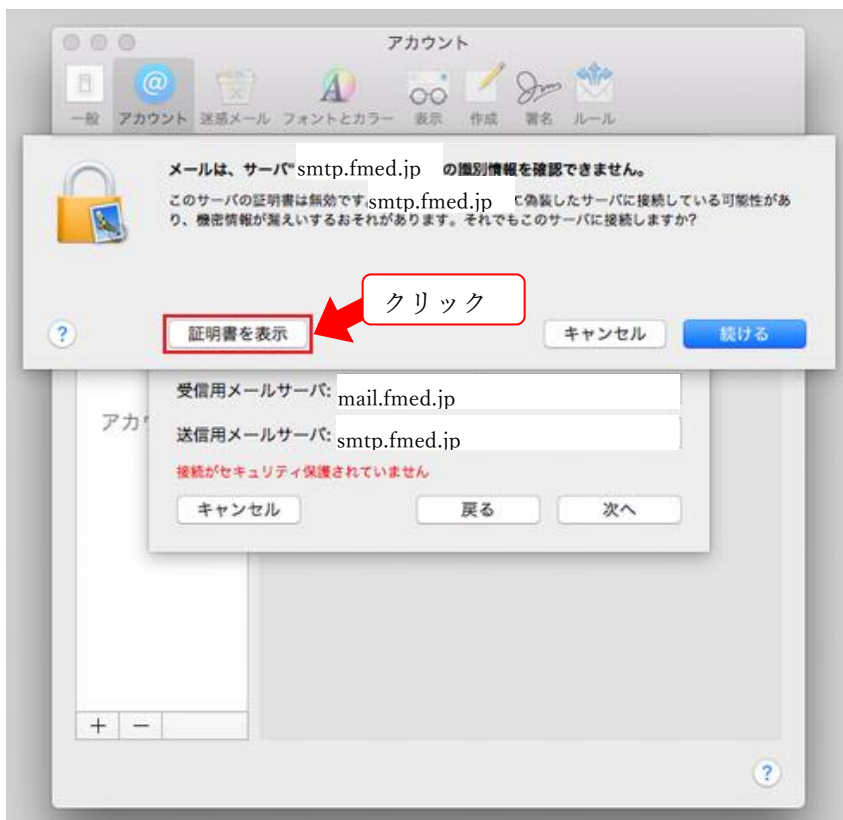 アカウント
一般 アカウント 迷惑メール フォントとカラー 表示 作成 署名 ルール
メールは、サーバ"smtp.fmed.jp の識別情報を確認できません。
このサーバの証明書は無効です。smtp.fmed.jp に偽装したサーバに接続している可能性があ
り、機密情報が漏えいするおそれがあります。それでもこのサーバに接続しますか?
クリック
? 証明書を表示 キャンセル 続ける
受信用メールサーバ: mail.fmed.jp
アカウ
送信用メールサーバ: smtp.fmed.jp
接続がセキュリティ保護されていません
キャンセル 戻る 次へ
+ −
?